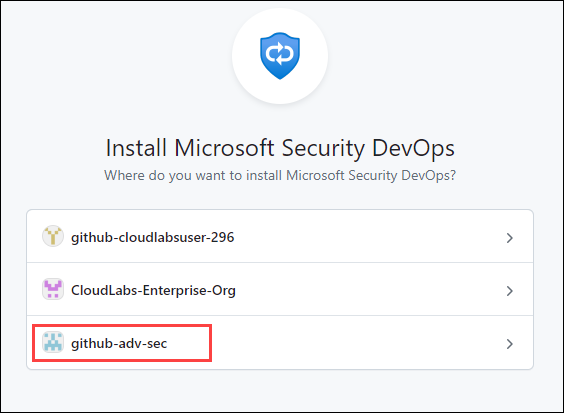 Install Microsoft Security DevOps
Where do you want to install Microsoft Security DevOps?
github-cloudlabsuser-296
CloudLabs-Enterprise-Org
github-adv-sec